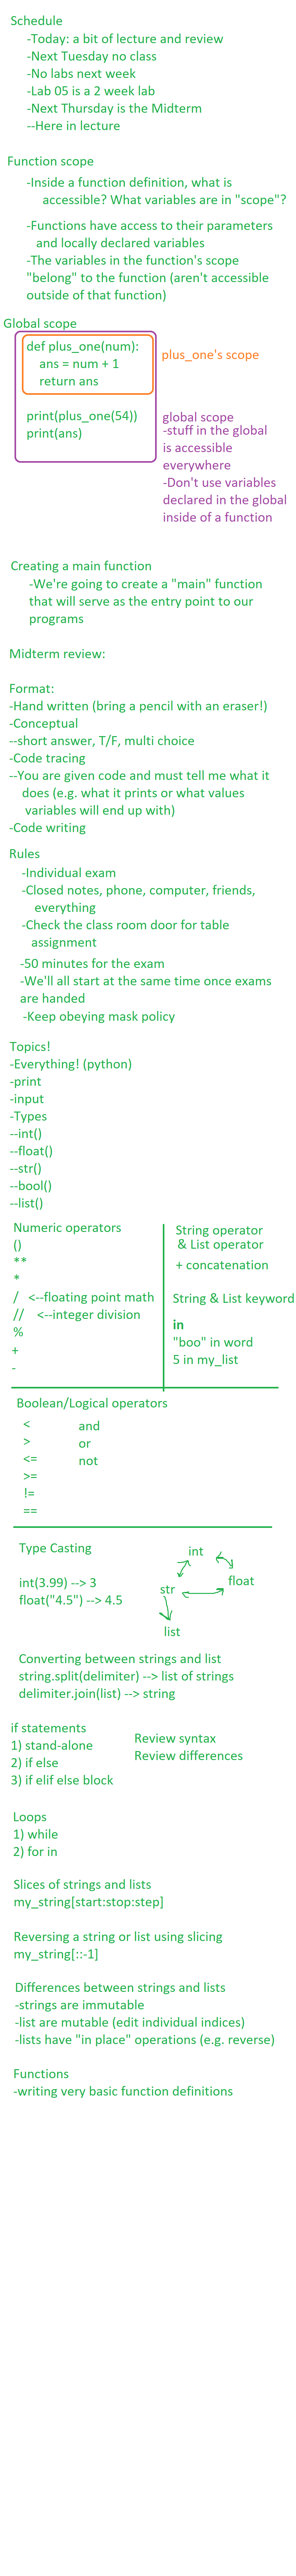 Schedule
-Today: a bit of lecture and review
-Next Tuesday no class
-No labs next week
-Lab 05 is a 2 week lab
-Next Thursday is the Midterm
--Here in lecture
Function scope
-Inside a function definition, what is
accessible? What variables are in "scope"?
-Functions have access to their parameters
and locally declared variables
-The variables in the function's scope
"belong" to the function (aren't accessible
outside of that function)
Global scope
def plus_one(num):
ans = num + 1
return ans
plus_one's scope
print(plus_one(54))
print(ans)
global scope
-stuff in the global
is accessible
everywhere
-Don't use variables
declared in the global
inside of a function
Creating a main function
-We're going to create a "main" function
that will serve as the entry point to our
programs
Midterm review:
Format:
-Hand written (bring a pencil with an eraser!)
-Conceptual
--short answer, T/F, multi choice
-Code tracing
--You are given code and must tell me what it
does (e.g. what it prints or what values
variables will end up with)
-Code writing
Rules
-Individual exam
-Closed notes, phone, computer, friends,
everything
-Check the class room door for table
assignment
-50 minutes for the exam
-We'll all start at the same time once exams
are handed
-Keep obeying mask policy
Topics!
-Everything! (python)
-print
-input
-Types
--int()
--float()
--str()
--bool()
--list()
Numeric operators
()
**
*
/ <--floating point math
// <--integer division
%
+
-
String operator
& List operator
+ concatenation
String & List keyword
in
"boo" in word
5 in my_list
Boolean/Logical operators
<
>
<=
>=
!=
==
and
or
not
Type Casting
int(3.99) --> 3
float("4.5") --> 4.5
int
float
str
list
Converting between strings and list
string.split(delimiter) --> list of strings
delimiter.join(list) --> string
if statements
1) stand-alone
2) if else
3) if elif else block
Review syntax
Review differences
Loops
1) while
2) for in
Slices of strings and lists
my_string[start:stop:step]
Reversing a string or list using slicing
my_string[::-1]
Differences between strings and lists
-strings are immutable
-list are mutable (edit individual indices)
-lists have "in place" operations (e.g. reverse)
Functions
-writing very basic function definitions